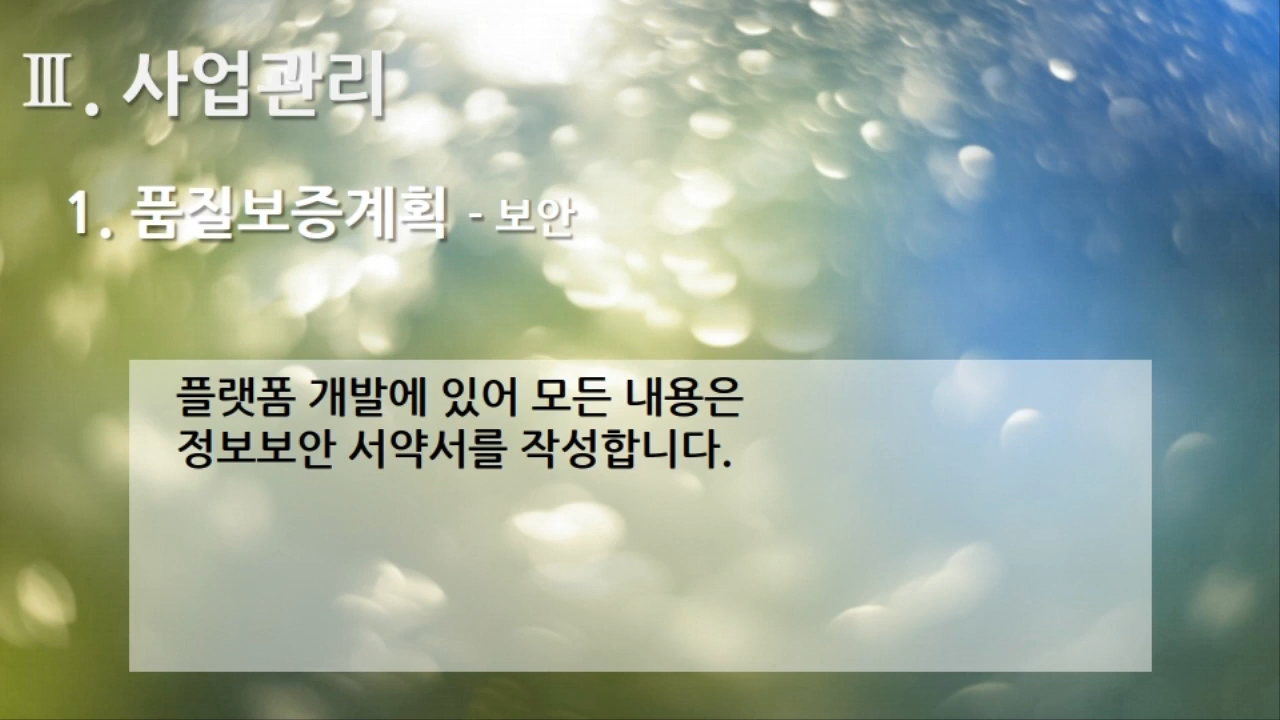 Ⅲ. 사업관리
1. 품질보증계획 - 보안
플랫폼 개발에 있어 모든 내용은
정보보안 서약서를 작성합니다.